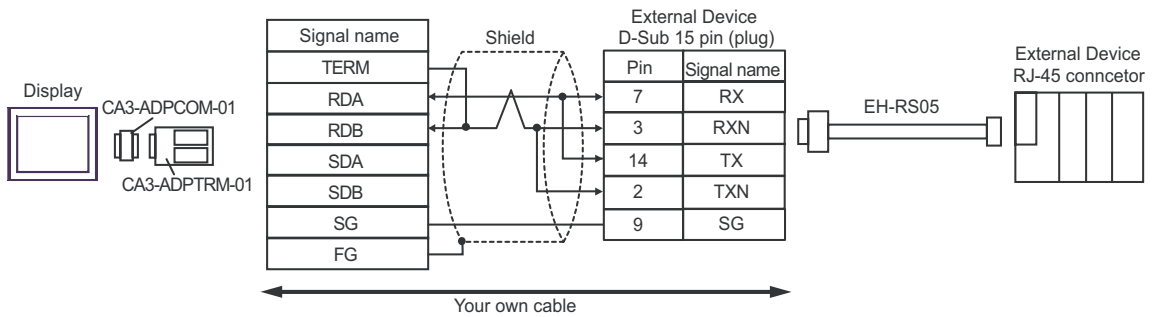 Display
CA3-ADPCOM-01
CA3-ADPTRM-01
Signal name
TERM
RDA
RDB
SDA
SDB
SG
FG
Shield
External Device
D-Sub 15 pin (plug)
Pin Signal name
7 RX
3 RXN
14 TX
2 TXN
9 SG
Your own cable
EH-RS05
External Device
RJ-45 conncetor